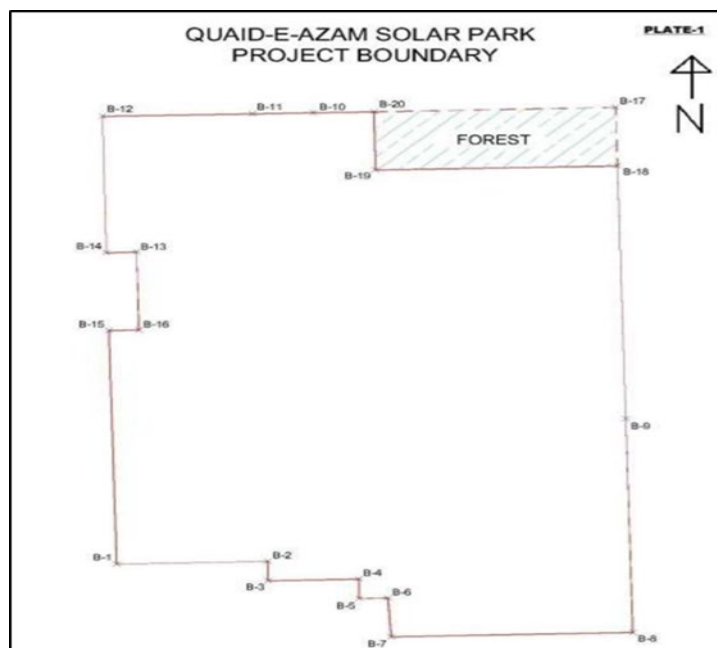 QUAID-E-AZAM SOLAR PARK
PROJECT BOUNDARY
PLATE-1
N
B-12
B-11
B-10
B-20
B-17
FOREST
B-19
B-18
B-14
B-13
B-15
B-16
B-9
B-1
B-2
B-3
B-4
B-5
B-6
B-7
B-8